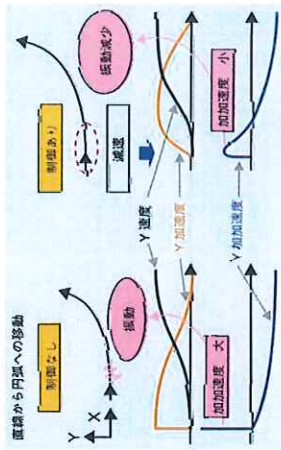 直線から円弧への移動
制御なし
Y
X
振動
Y 速度
Y 加速度
加加速度 大
Y 加加速度
制御あり
減速
振動減少
加加速度 小